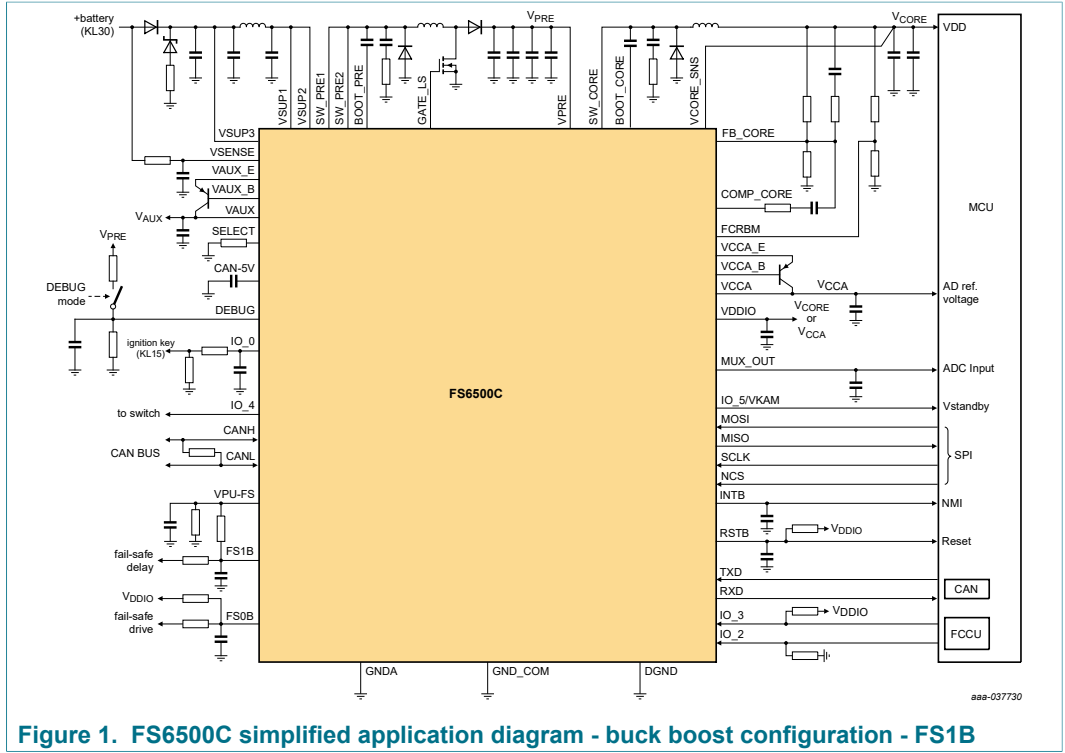 +battery
(KL30)
VPRE
VCORE
VDD
VSUP1
VSUP2
SW_PRE1
SW_PRE2
BOOT_PRE
GATE_LS
VPRE
SW_CORE
BOOT_CORE
VCORE_SNS
VSUP3
VSENSE
VAUX_E
VAUX_B
VAUX
VAUX
SELECT
VPRE
CAN-5V
DEBUG
mode
DEBUG
ignition key
(KL15)
IO_0
to switch
IO_4
CANH
CAN BUS
CANL
VPU-FS
fail-safe
delay
FS1B
VDDIO
fail-safe
drive
FS0B
FS6500C
GNDA
GND_COM
DGND
FB_CORE
COMP_CORE
FCRBM
VCCA_E
VCCA_B
VCCA
VCCA
VDDIO
VCORE
or
VCCA
MUX_OUT
IO_5/VKAM
MOSI
MISO
SCLK
NCS
INTB
RSTB
VDDIO
TXD
RXD
IO_3
VDDIO
IO_2
MCU
AD ref.
voltage
ADC Input
Vstandby
SPI
NMI
Reset
CAN
FCCU
aaa-037730
Figure 1. FS6500C simplified application diagram - buck boost configuration - FS1B